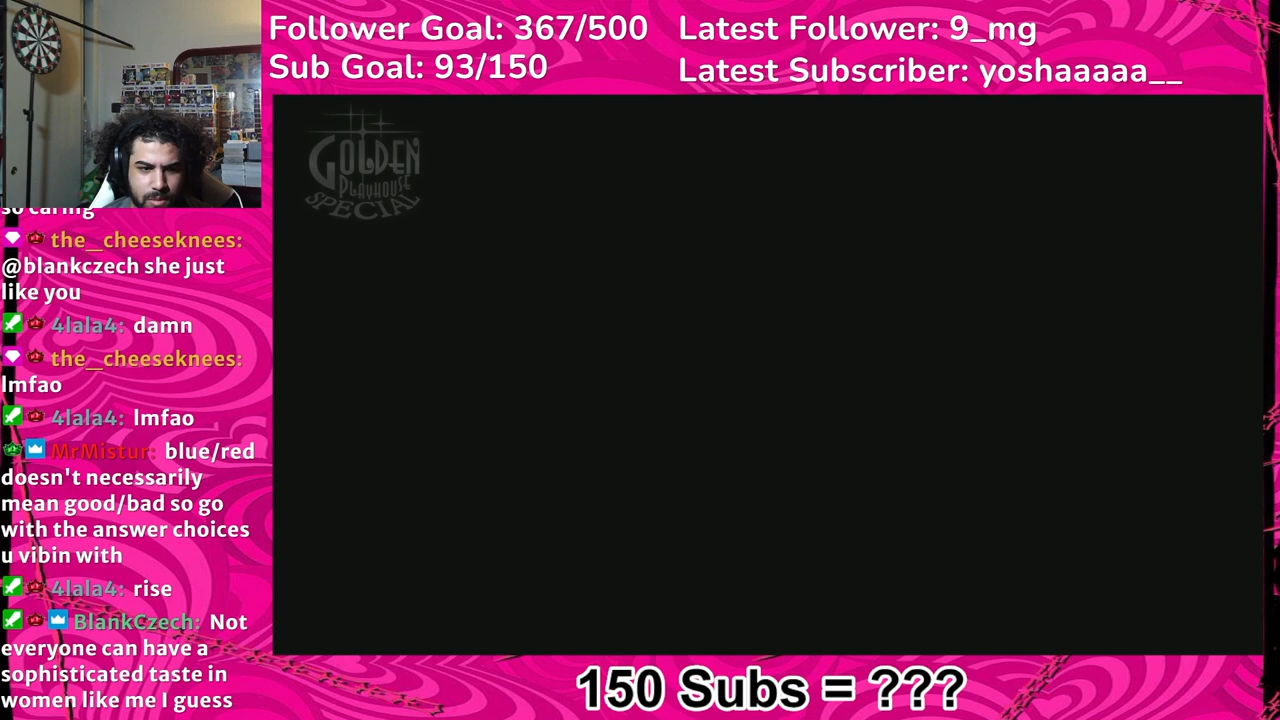 Follower Goal: 367/500
Latest Follower: 9_mg
Sub Goal: 93/150
Latest Subscriber: yoshaaaaa__
GOLDEN
PLAYHOUSE
SPECIAL
so caring
the__cheeseknees:
@blankczech she just
like you
4lala4: damn
the__cheeseknees:
lmfao
4lala4: lmfao
MrMistur: blue/red
doesn't necessarily
mean good/bad so go
with the answer choices
u vibin with
4lala4: rise
BlankCzech: Not
everyone can have a
sophisticated taste in
women like me I guess
150 Subs = ???